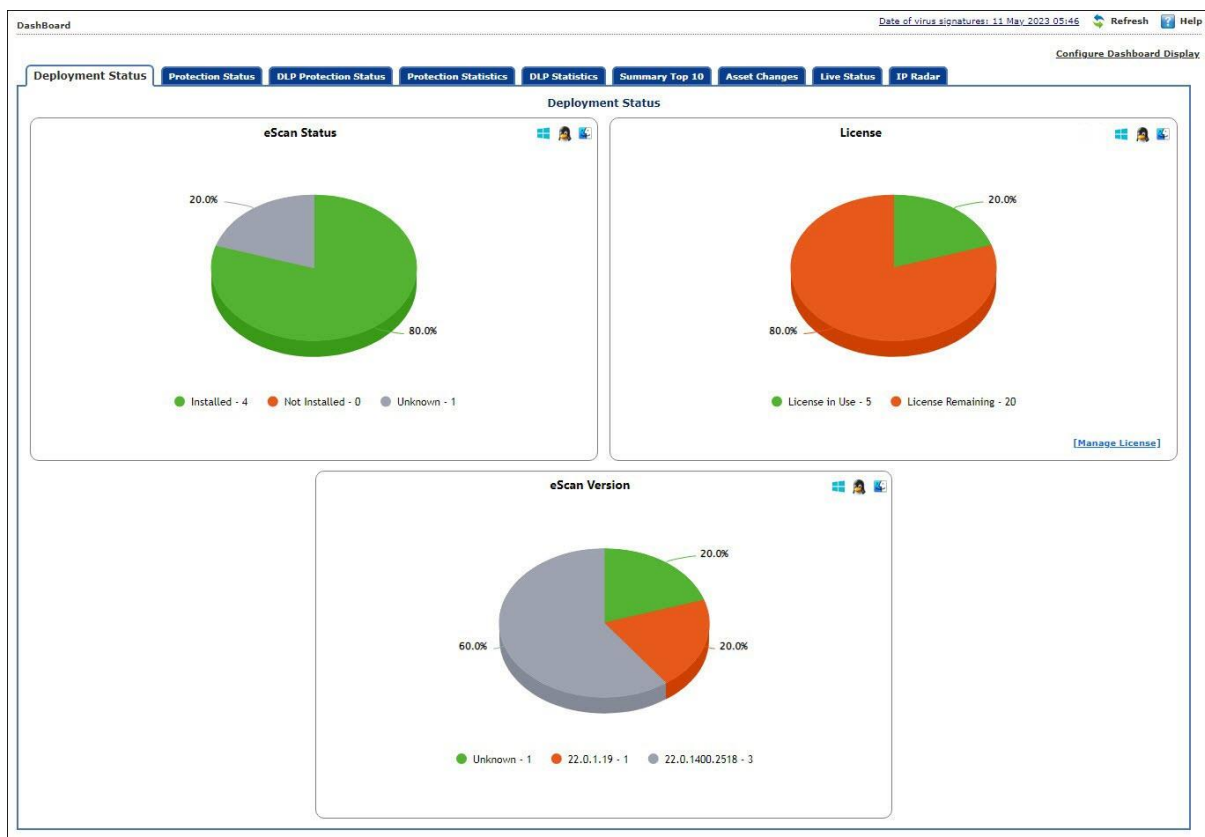 DashBoard
Date of virus signatures: 11 May 2023 05:46 Refresh Help
Configure Dashboard Display
Deployment Status Protection Status DLP Protection Status Protection Statistics DLP Statistics Summary Top 10 Asset Changes Live Status IP Radar
Deployment Status
eScan Status
20.0%
80.0%
Installed - 4 Not Installed - 0 Unknown - 1
License
20.0%
80.0%
License in Use - 5 License Remaining - 20
[Manage License]
eScan Version
20.0%
60.0% 20.0%
Unknown - 1 22.0.1.19 - 1 22.0.1400.2518 - 3